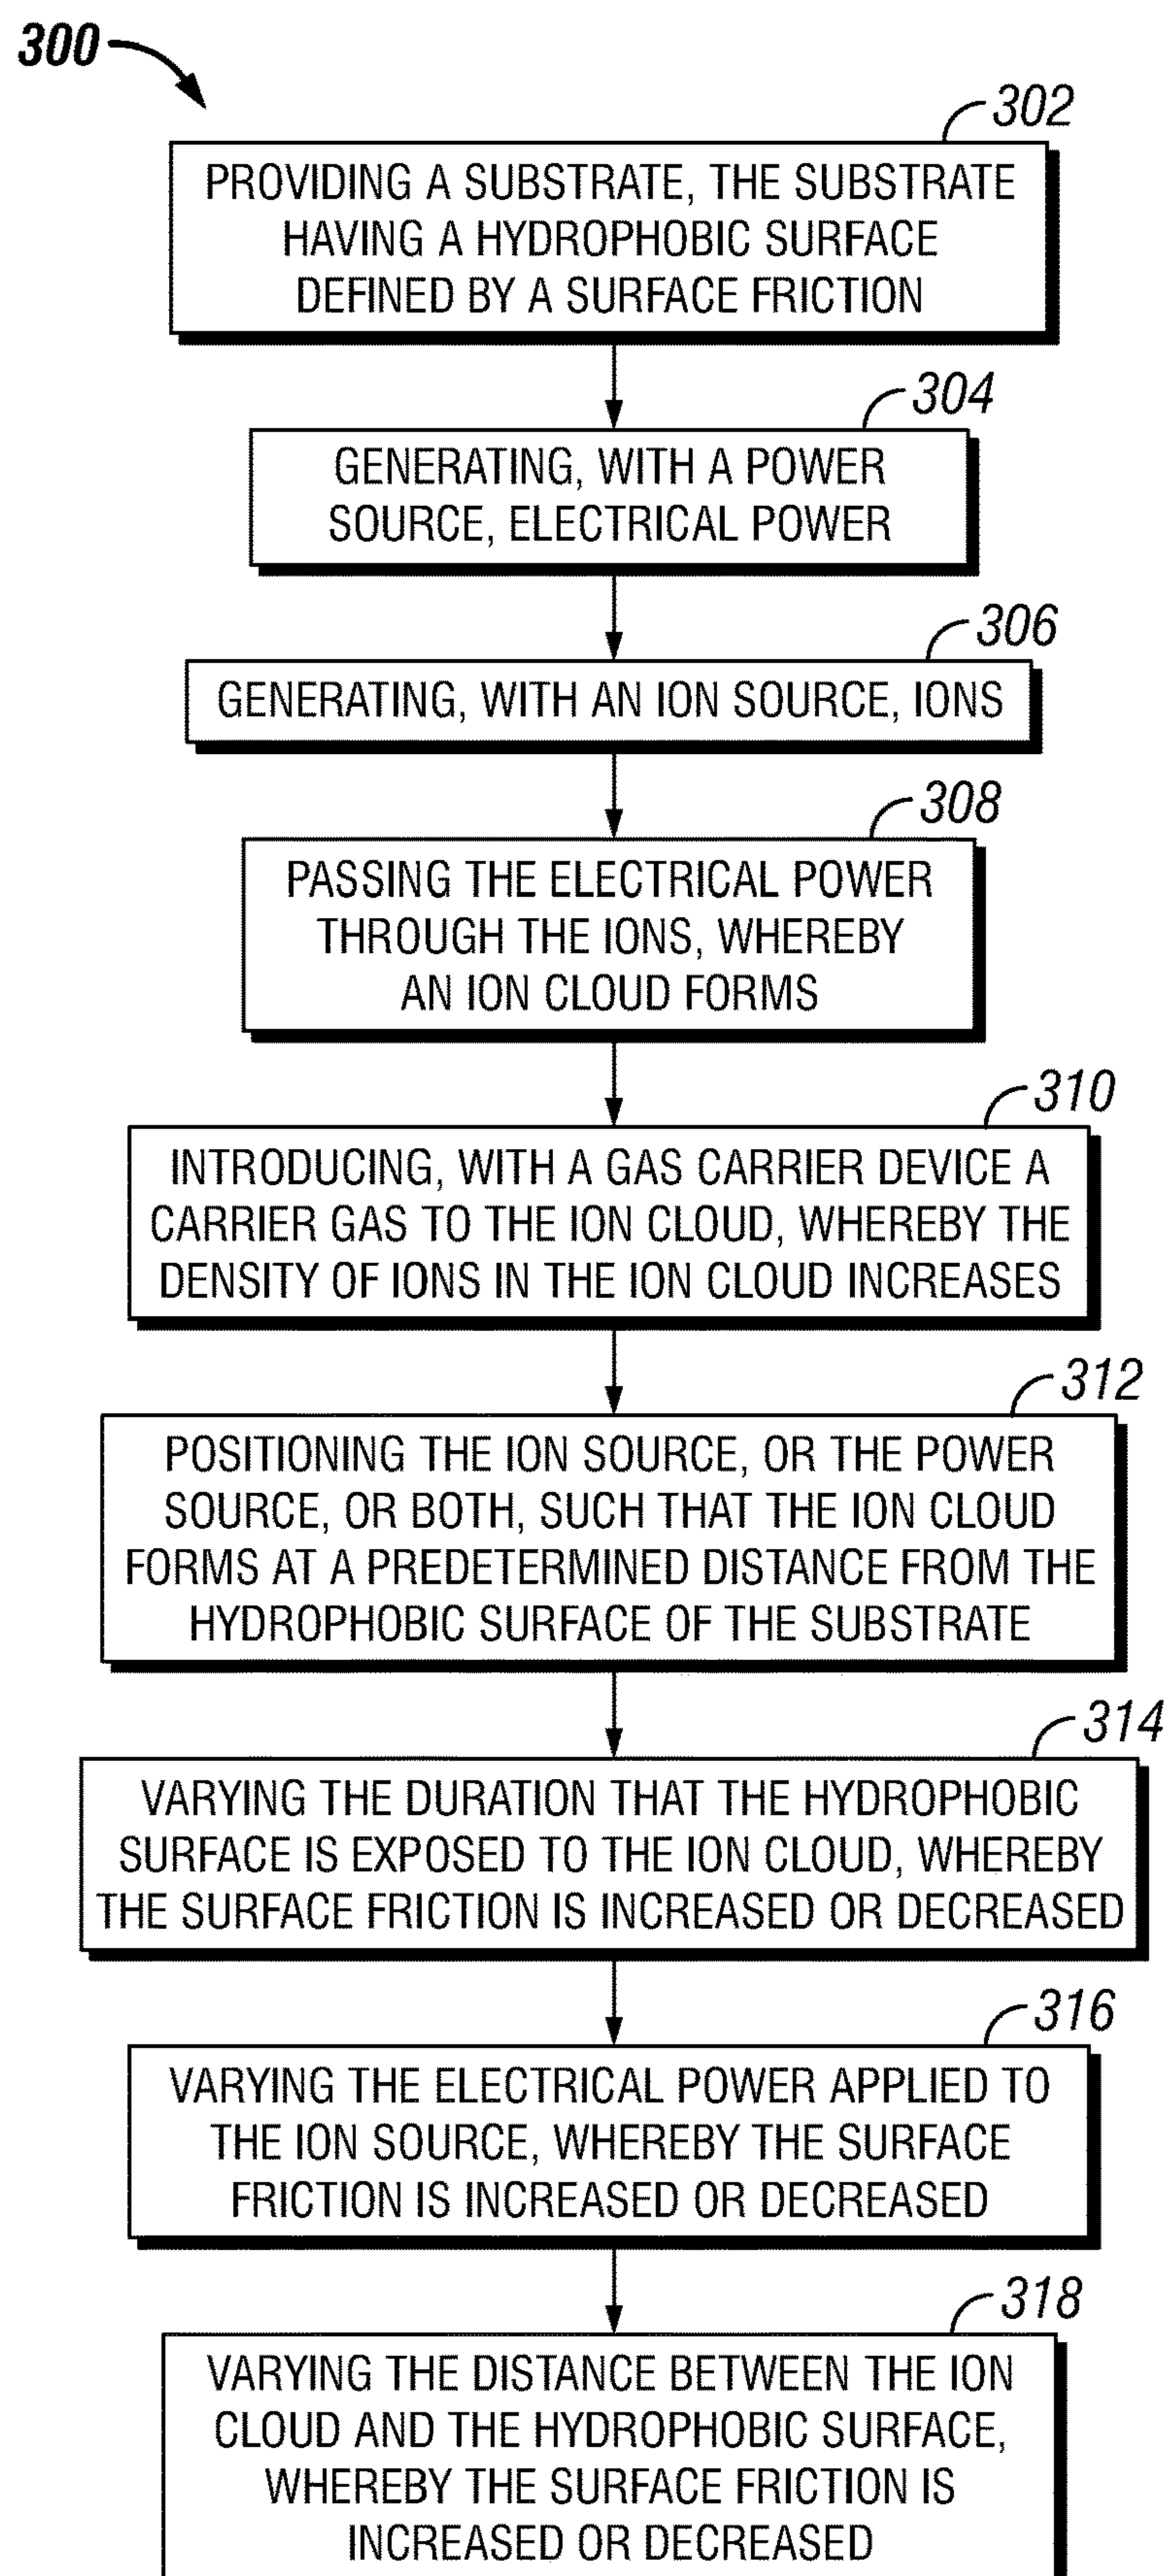 300
302
PROVIDING A SUBSTRATE, THE SUBSTRATE
HAVING A HYDROPHOBIC SURFACE
DEFINED BY A SURFACE FRICTION
304
GENERATING, WITH A POWER
SOURCE, ELECTRICAL POWER
306
GENERATING, WITH AN ION SOURCE, IONS
308
PASSING THE ELECTRICAL POWER
THROUGH THE IONS, WHEREBY
AN ION CLOUD FORMS
310
INTRODUCING, WITH A GAS CARRIER DEVICE A
CARRIER GAS TO THE ION CLOUD, WHEREBY THE
DENSITY OF IONS IN THE ION CLOUD INCREASES
312
POSITIONING THE ION SOURCE, OR THE POWER
SOURCE, OR BOTH, SUCH THAT THE ION CLOUD
FORMS AT A PREDETERMINED DISTANCE FROM THE
HYDROPHOBIC SURFACE OF THE SUBSTRATE
314
VARYING THE DURATION THAT THE HYDROPHOBIC
SURFACE IS EXPOSED TO THE ION CLOUD, WHEREBY
THE SURFACE FRICTION IS INCREASED OR DECREASED
316
VARYING THE ELECTRICAL POWER APPLIED TO
THE ION SOURCE, WHEREBY THE SURFACE
FRICTION IS INCREASED OR DECREASED
318
VARYING THE DISTANCE BETWEEN THE ION
CLOUD AND THE HYDROPHOBIC SURFACE,
WHEREBY THE SURFACE FRICTION IS
INCREASED OR DECREASED